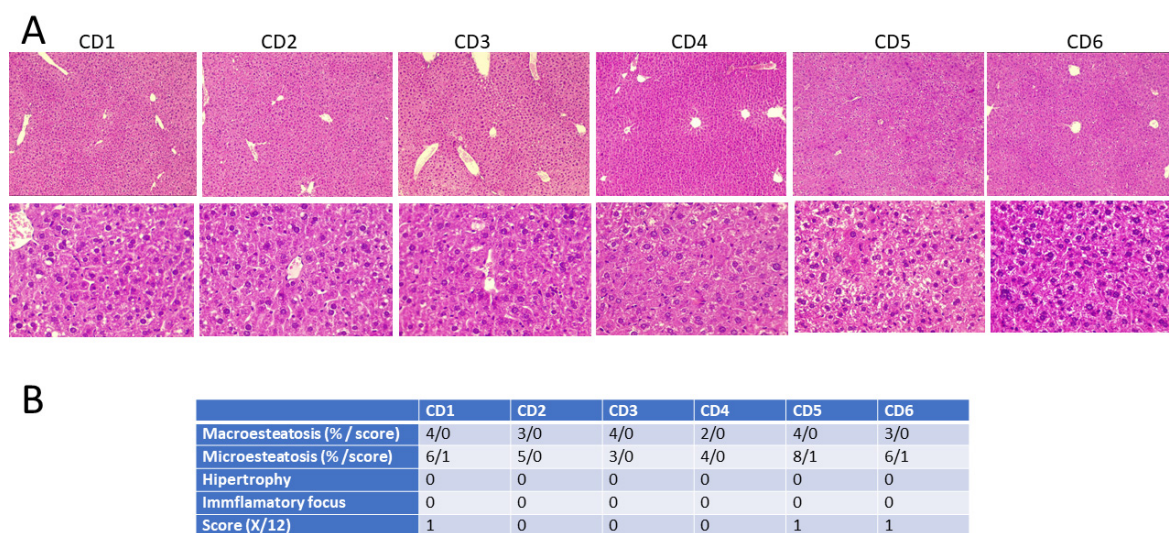 A
CD1 CD2 CD3 CD4 CD5 CD6
B
CD1 CD2 CD3 CD4 CD5 CD6
Macroesteatosis (% / score) 4/0 3/0 4/0 2/0 4/0 3/0
Microesteatosis (% /score) 6/1 5/0 3/0 4/0 8/1 6/1
Hipertrophy 0 0 0 0 0 0
Immflamatory focus 0 0 0 0 0 0
Score (X/12) 1 0 0 0 1 1